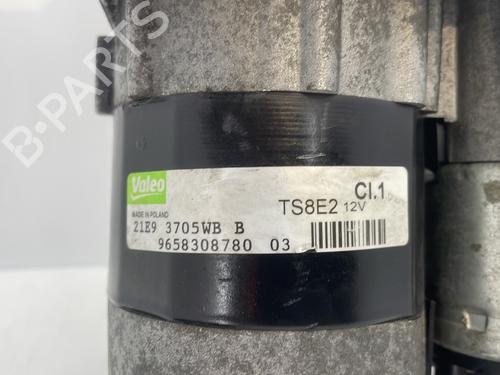 B-PARTS
Valeo
MADE IN POLAND
Cl.1
TS8E2 12V
21E9 3705WB B
9658308780 03